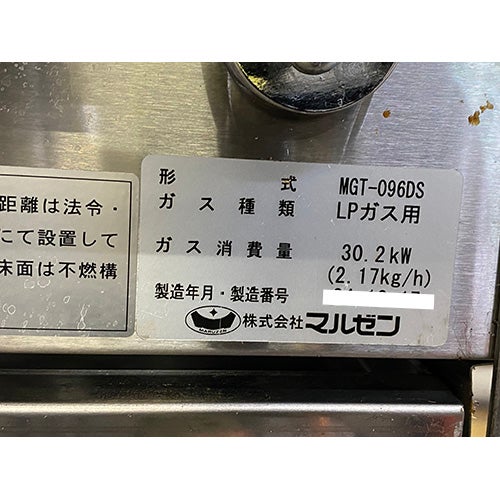 距離は法令・
にて設置して
床面は不燃構
形 式 MGT-096DS
ガス種類 LPガス用
ガス消費量 30.2kW
(2.17kg/h)
製造年月・製造番号
MARUZEN 株式会社マルゼン